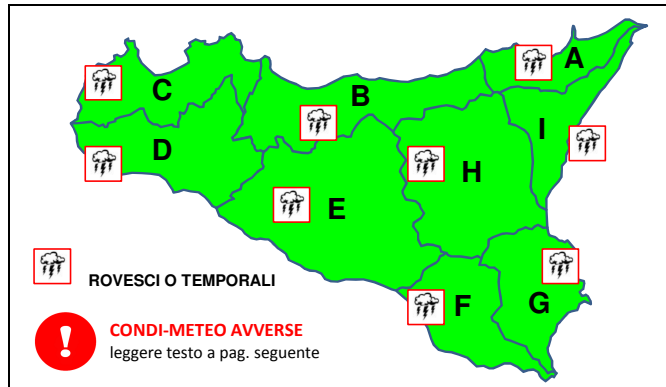 A
C
B
I
D
H
E
ROVESCI O TEMPORALI
F
G
CONDI-METEO AVVERSE
leggere testo a pag. seguente